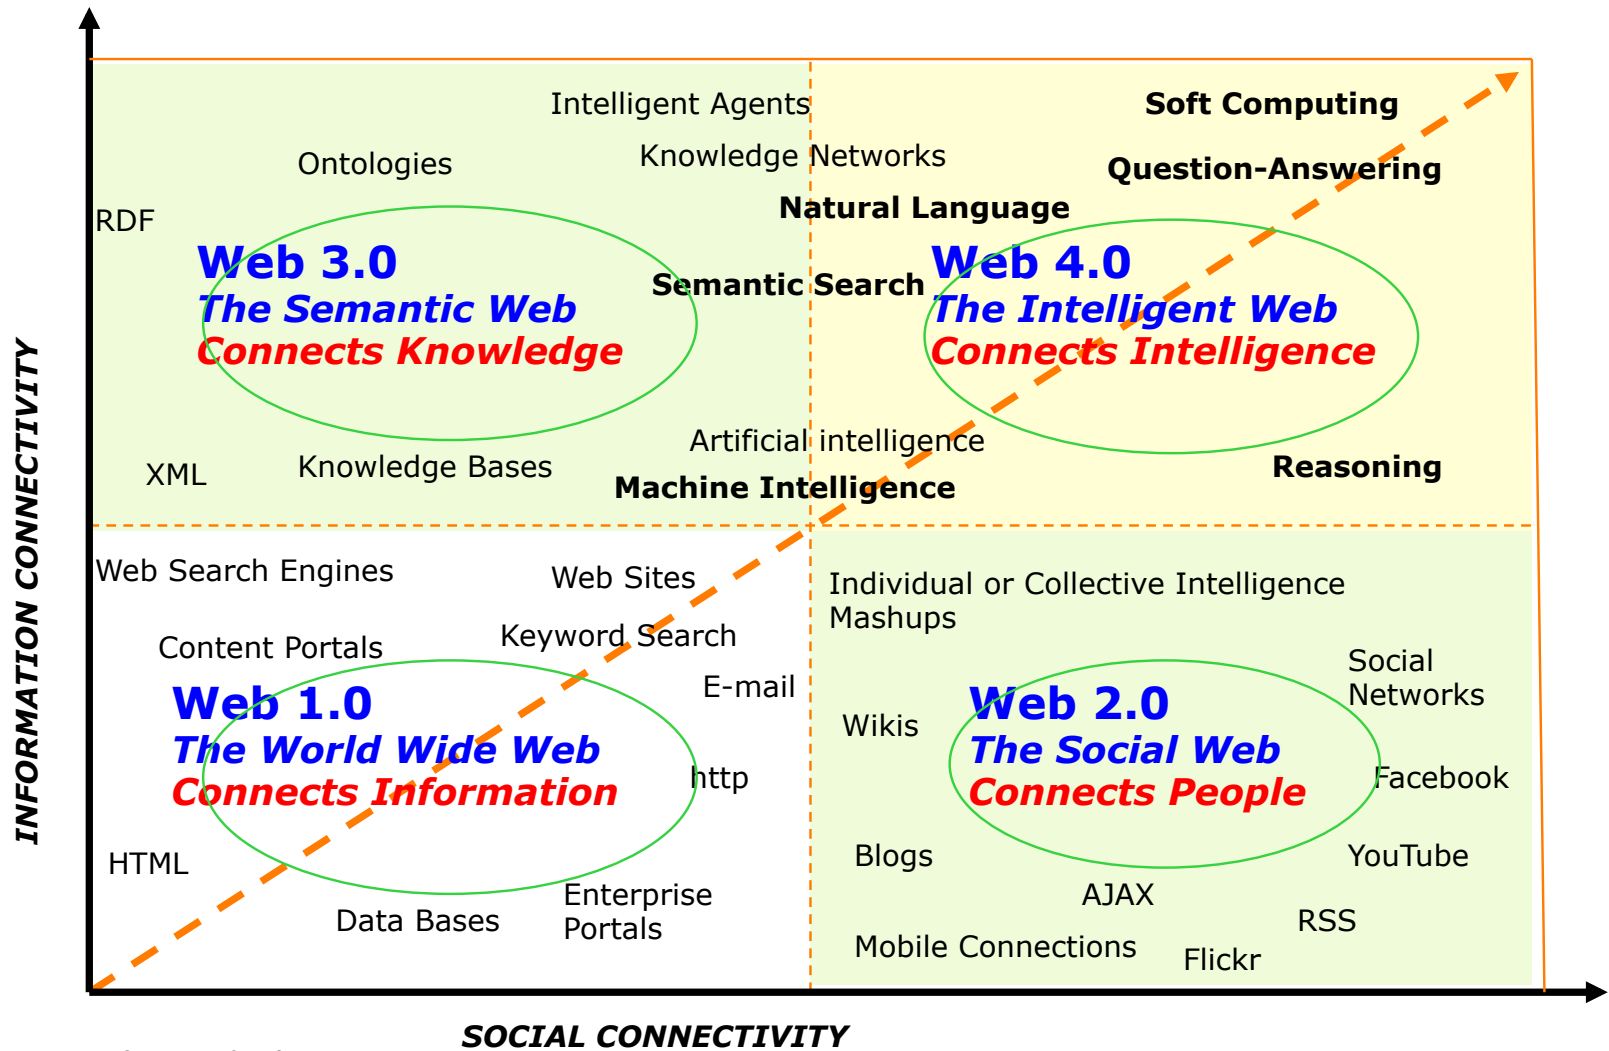 Intelligent Agents
Soft Computing
Knowledge Networks
Ontologies
Question-Answering
Natural Language
RDF
Web 3.0
The Semantic Web
Connects Knowledge
Semantic Search
Web 4.0
The Intelligent Web
Connects Intelligence
Artificial intelligence
XML
Knowledge Bases
Machine Intelligence
Reasoning
INFORMATION CONNECTIVITY
Web Search Engines
Web Sites
Keyword Search
Content Portals
E-mail
Web 1.0
The World Wide Web
Connects Information
http
HTML
Data Bases
Enterprise
Portals
Individual or Collective Intelligence
Mashups
Social
Networks
Wikis
Web 2.0
The Social Web
Connects People
Facebook
Blogs
YouTube
AJAX
RSS
Mobile Connections
Flickr
SOCIAL CONNECTIVITY